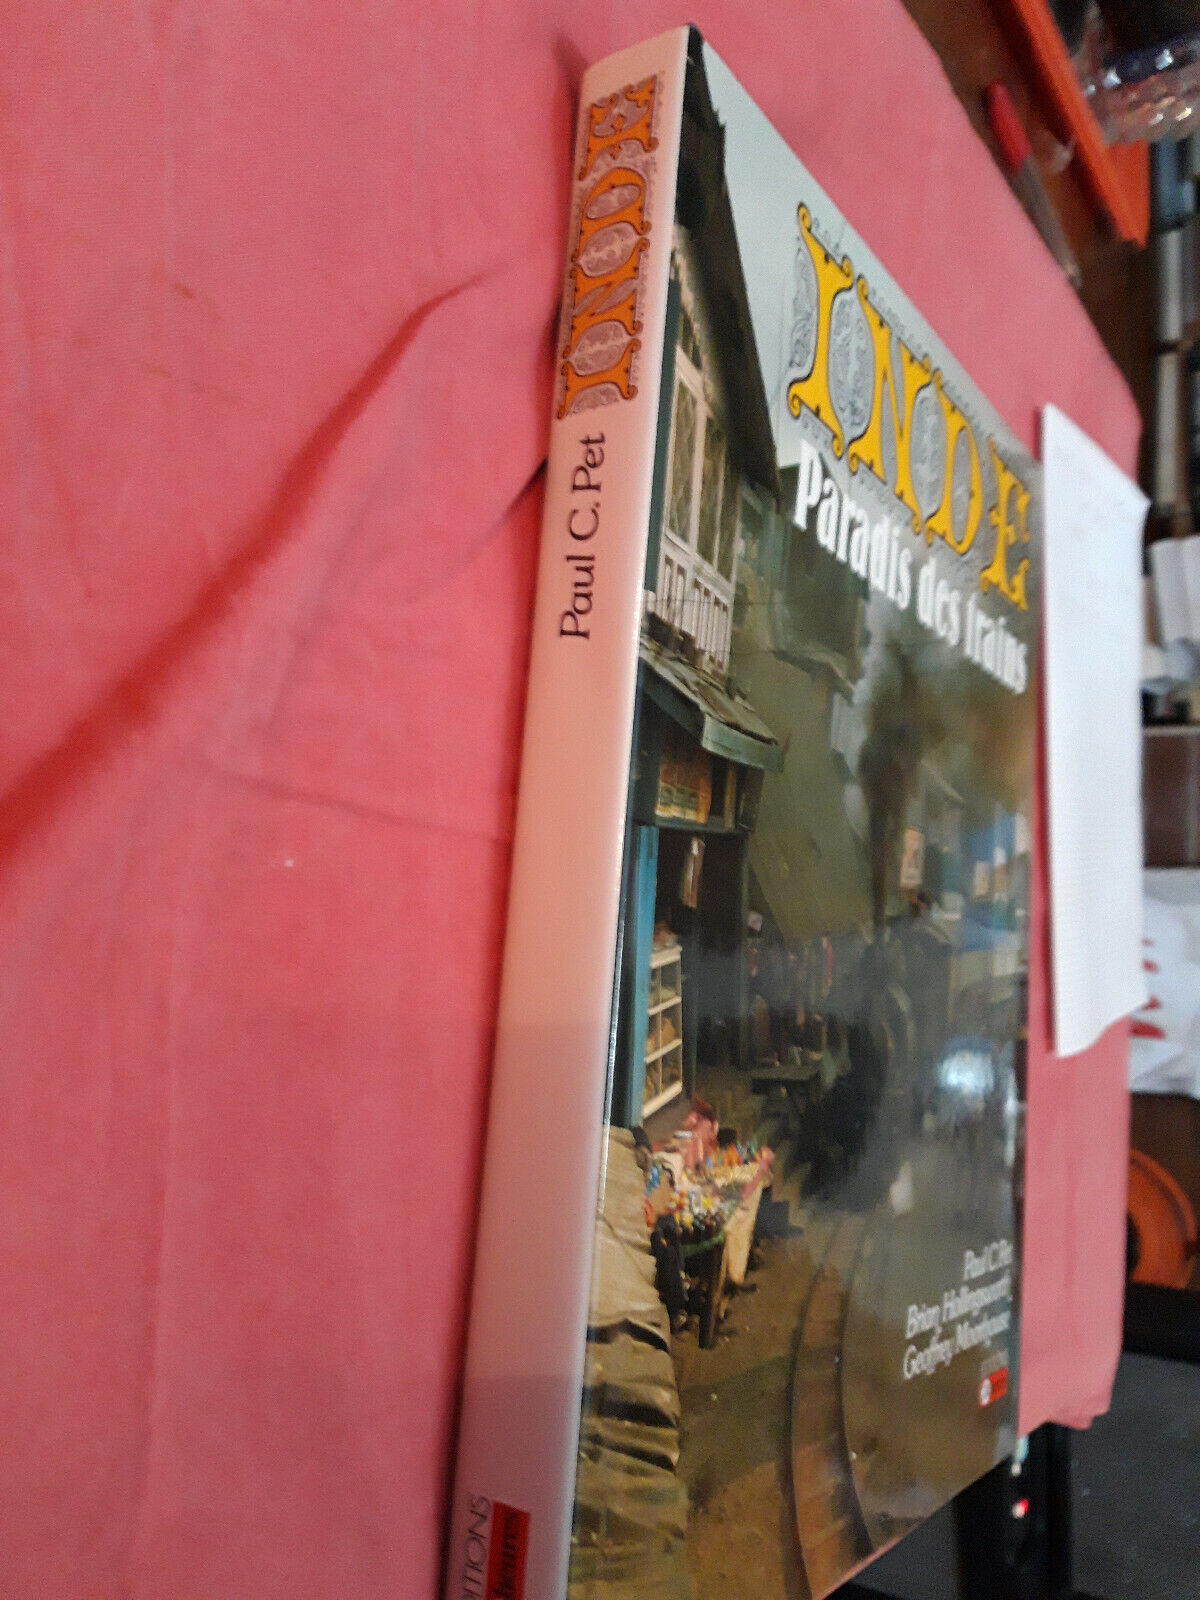 INDE
Paul C. Pet
INDE
Paradis des trains
Paul C. Pet
Brian Hollingsworth
Geoffrey Moorhouse